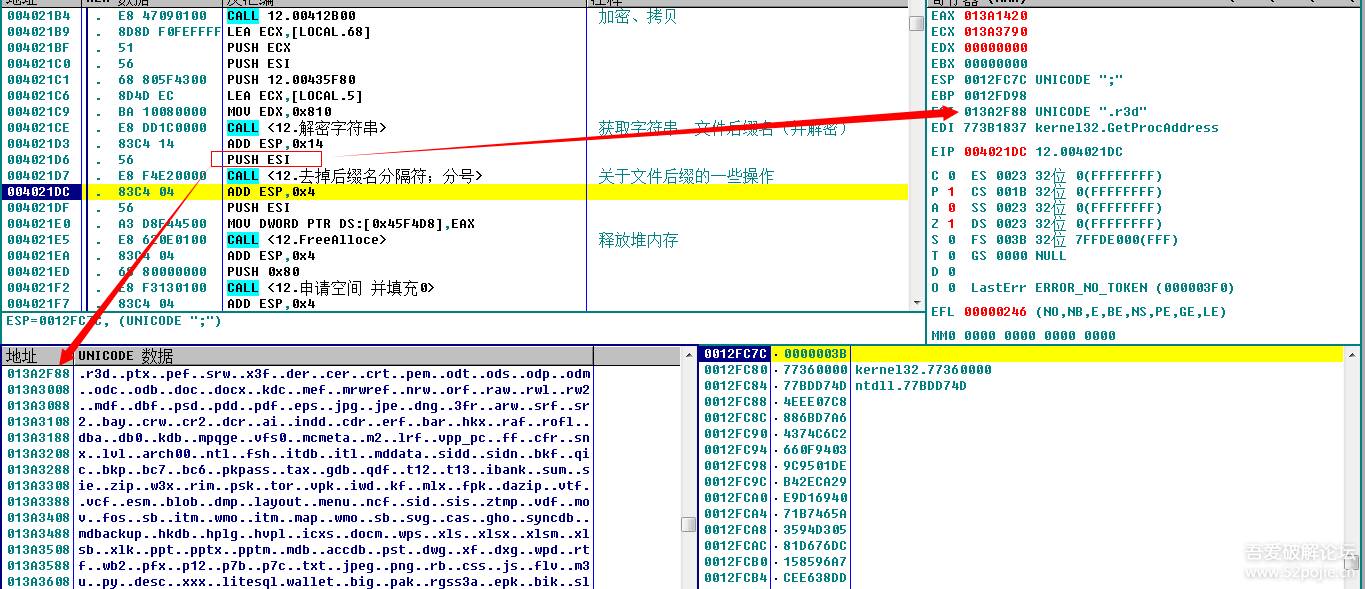 004021B4 . E8 47090100 CALL 12.00412B00 加密、拷贝
004021B9 . 8D8D F0FEFFFF LEA ECX,[LOCAL.68]
004021BF . 51 PUSH ECX
004021C0 . 56 PUSH ESI
004021C1 . 68 805F4300 PUSH 12.00435F80
004021C6 . 8D4D EC LEA ECX,[LOCAL.5]
004021C9 . BA 10080000 MOV EDX,0x810
004021CE . E8 DD1C0000 CALL <12.解密字符串> 获取字符串 文件后缀名（并解密）
004021D3 . 83C4 14 ADD ESP,0x14
004021D6 . 56 PUSH ESI
004021D7 . E8 F4E20000 CALL <12.去掉后缀名分隔符；分号> 关于文件后缀的一些操作
004021DC . 83C4 04 ADD ESP,0x4
004021DF . 56 PUSH ESI
004021E0 . A3 D8F44500 MOV DWORD PTR DS:[0x45F4D8],EAX
004021E5 . E8 620E0100 CALL <12.FreeAlloce> 释放堆内存
004021EA . 83C4 04 ADD ESP,0x4
004021ED . 68 80000000 PUSH 0x80
004021F2 . E8 F3130100 CALL <12.申请空间 并填充0>
004021F7 . 83C4 04 ADD ESP,0x4
ESP=0012FC7C, (UNICODE ";")
EAX 013A1420
ECX 013A3790
EDX 00000000
EBX 00000000
ESP 0012FC7C UNICODE ";"
EBP 0012FD98
ESI 013A2F88 UNICODE ".r3d"
EDI 773B1837 kernel32.GetProcAddress
EIP 004021DC 12.004021DC
C 0 ES 0023 32位 0(FFFFFFFF)
P 1 CS 001B 32位 0(FFFFFFFF)
A 0 SS 0023 32位 0(FFFFFFFF)
Z 1 DS 0023 32位 0(FFFFFFFF)
S 0 FS 003B 32位 7FFDE000(FFF)
T 0 GS 0000 NULL
D 0
O 0 LastErr ERROR_NO_TOKEN (000003F0)
EFL 00000246 (NO,NB,E,BE,NS,PE,GE,LE)
MM0 0000 0000 0000 0000
地址 UNICODE 数据
013A2F88 .r3d..ptx..pef..srw..x3f..der..cer..crt..pem..odt..ods..odp..odm
013A3008 ..odc..odb..doc..docx..kdc..mef..mrwref..nrw..orf..raw..rwl..rw2
013A3088 ..mdf..dbf..psd..pdd..pdf..eps..jpg..jpe..dng..3fr..arw..srf..sr
013A3108 2..bay..crw..cr2..dcr..ai..indd..cdr..erf..bar..hkx..raf..rofl..
013A3188 dba..db0..kdb..mpqge..vfs0..mcmeta..m2..lrf..vpp_pc..ff..cfr..sn
013A3208 x..lvl..arch00..ntl..fsh..itdb..itl..mddata..sidd..sidn..bkf..qi
013A3288 c..bkp..bc7..bc6..pkpass..tax..gdb..qdf..t12..t13..ibank..sum..s
013A3308 ie..zip..w3x..rim..psk..tor..vpk..iwd..kf..mlx..fpk..dazip..vtf.
013A3388 .vcf..esm..blob..dmp..layout..menu..ncf..sid..sis..ztmp..vdf..mo
013A3408 v..fos..sb..itm..wmo..itm..map..wmo..sb..svg..cas..gho..syncdb..
013A3488 mdbackup..hkdb..hplg..hvpl..icxs..docm..wps..xls..xlsx..xlsm..xl
013A3508 sb..xlk..ppt..pptx..pptm..mdb..accdb..pst..dwg..xf..dxg..wpd..rt
013A3588 f..wb2..pfx..p12..p7b..p7c..txt..jpeg..png..rb..css..js..flv..m3
013A3608 u..py..desc..xxx..litesql..wallet..big..pak..rgss3a..epk..bik..sl
0012FC7C 0000003B
0012FC80 77360000 kernel32.77360000
0012FC84 77BDD74D ntdll.77BDD74D
0012FC88 4EEE07C8
0012FC8C 886BD7A6
0012FC90 4374C6C2
0012FC94 660F9403
0012FC98 9C9501DE
0012FC9C B42ECA29
0012FCA0 E9D16940
0012FCA4 71B7465A
0012FCA8 3594D305
0012FCAC 81D676DC
0012FCB0 158596A7
0012FCB4 CEE638DD
吾爱破解论坛
www.52pojie.cn